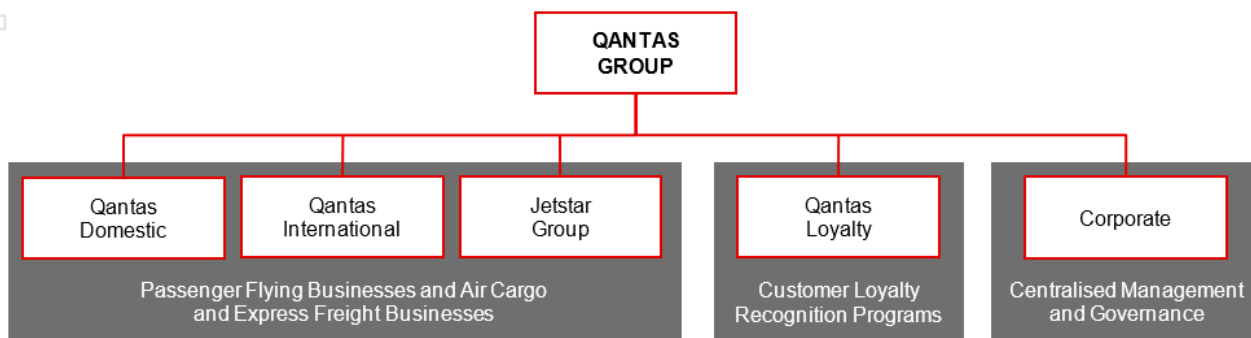 QANTAS
GROUP
Qantas
Domestic
Qantas
International
Jetstar
Group
Qantas
Loyalty
Corporate
Passenger Flying Businesses and Air Cargo
and Express Freight Businesses
Customer Loyalty
Recognition Programs
Centralised Management
and Governance